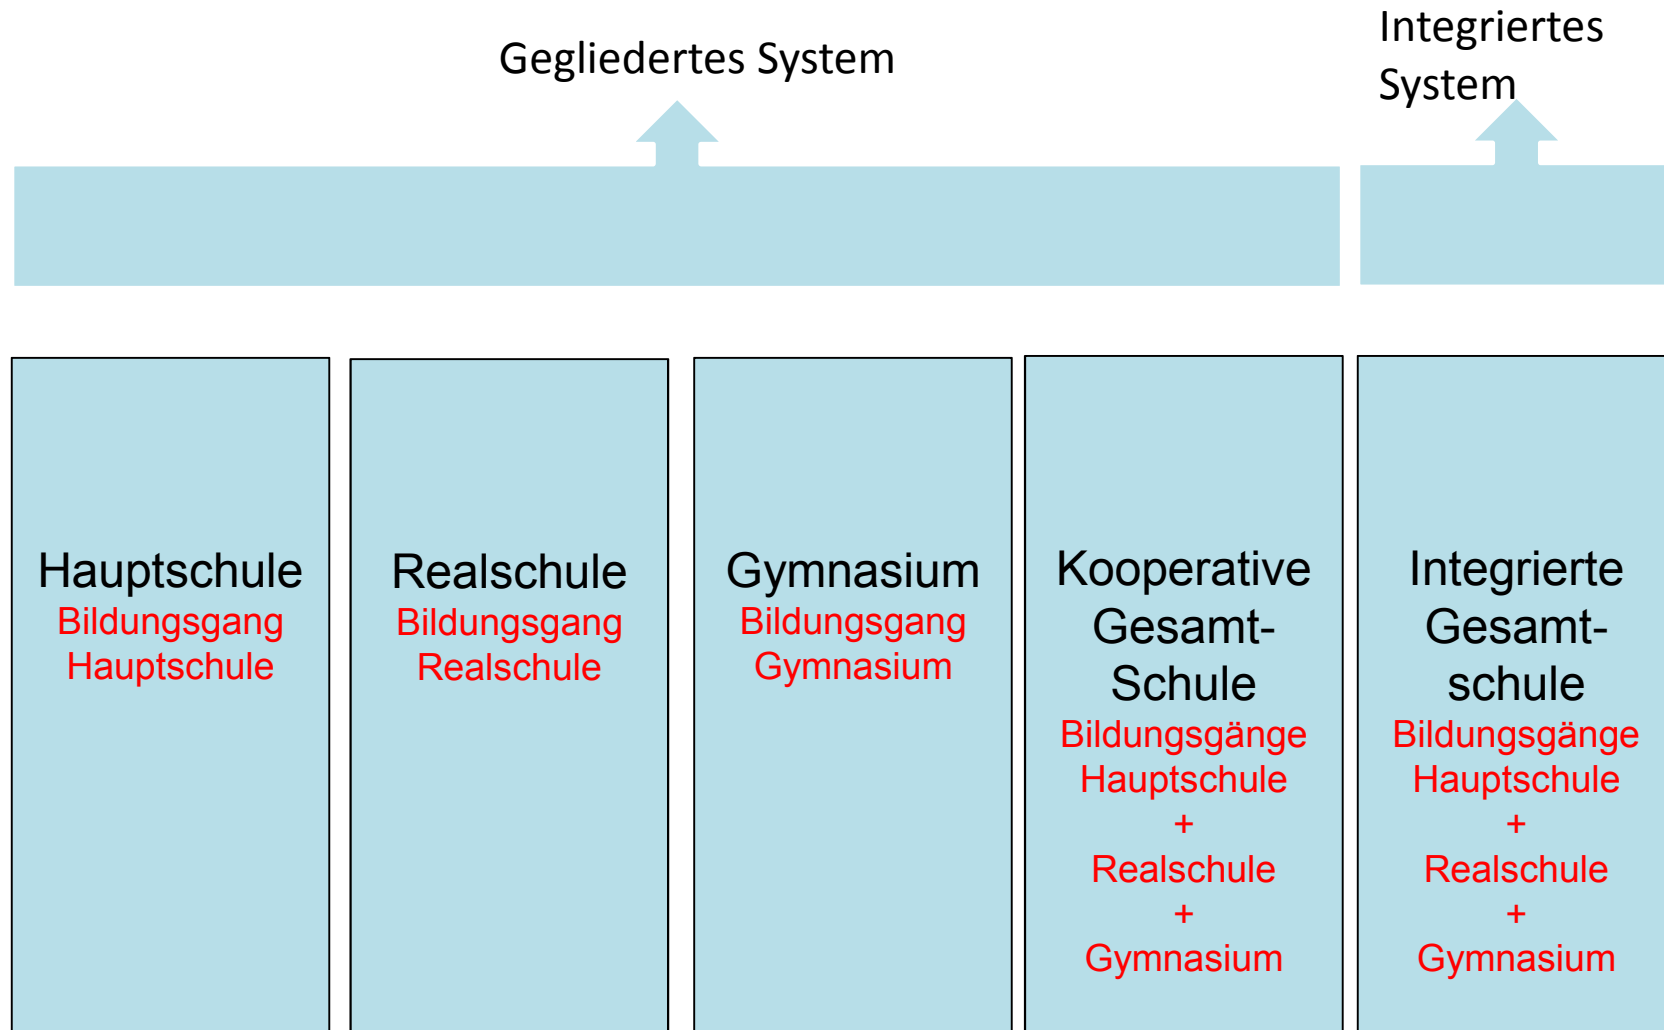 Gegliedertes System
Integriertes
System
Hauptschule
Bildungsgang
Hauptschule
Realschule
Bildungsgang
Realschule
Gymnasium
Bildungsgang
Gymnasium
Kooperative
Gesamt-
Schule
Bildungsgänge
Hauptschule
+
Realschule
+
Gymnasium
Integrierte
Gesamt-
schule
Bildungsgänge
Hauptschule
+
Realschule
+
Gymnasium